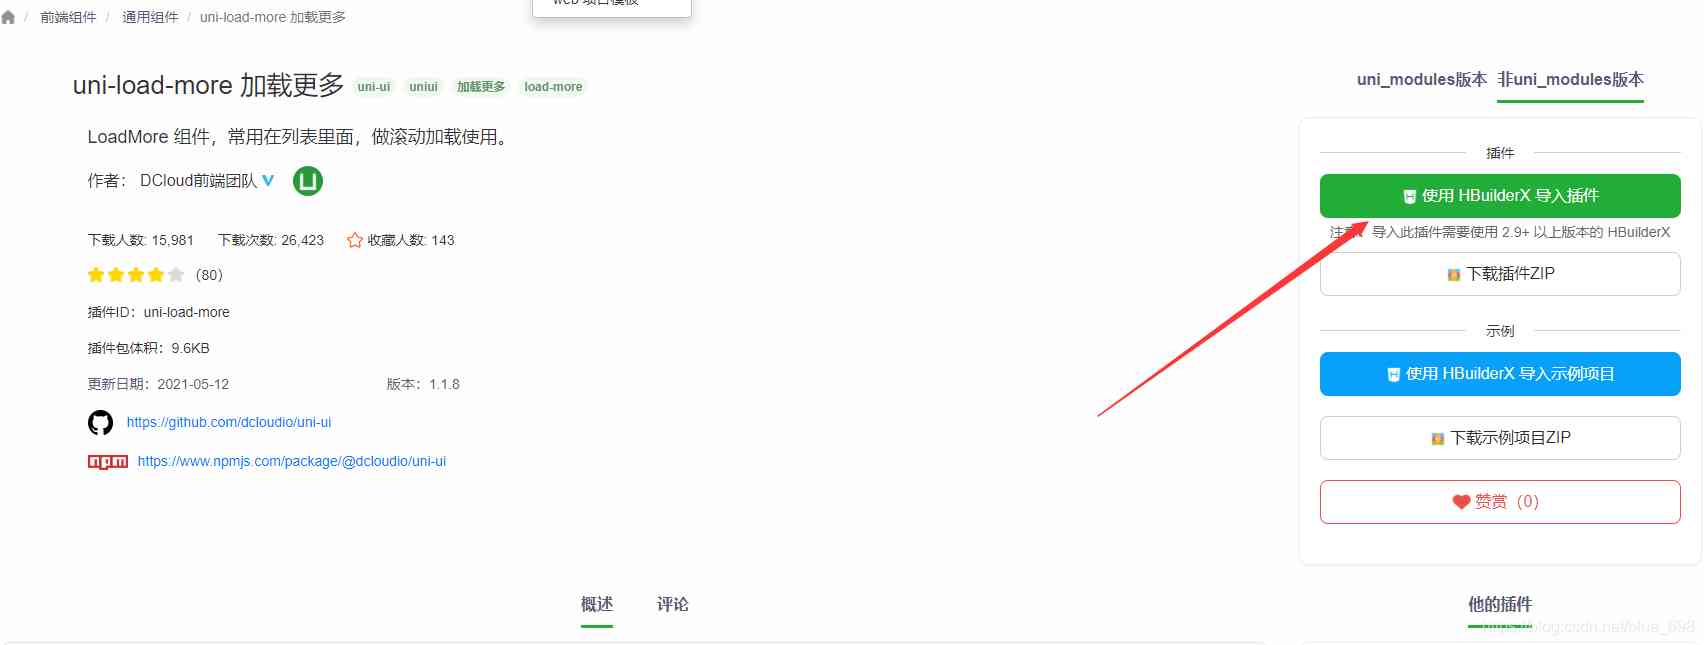 web 项目模板
/ 前端组件 / 通用组件 / uni-load-more 加载更多
uni-load-more 加载更多 uni-ui uniui 加载更多 load-more
LoadMore 组件，常用在列表里面，做滚动加载使用。
作者： DCloud前端团队
下载人数: 15,981 下载次数: 26,423 收藏人数: 143
（80）
插件ID：uni-load-more
插件包体积：9.6KB
更新日期：2021-05-12 版本：1.1.8
https://github.com/dcloudio/uni-ui
npm https://www.npmjs.com/package/@dcloudio/uni-ui
uni_modules版本 非uni_modules版本
插件
使用 HBuilderX 导入插件
导入此插件需要使用 2.9+ 以上版本的 HBuilderX
下载插件ZIP
示例
使用 HBuilderX 导入示例项目
下载示例项目ZIP
赞赏（0）
概述 评论
他的插件
https://blog.csdn.net/blue_698